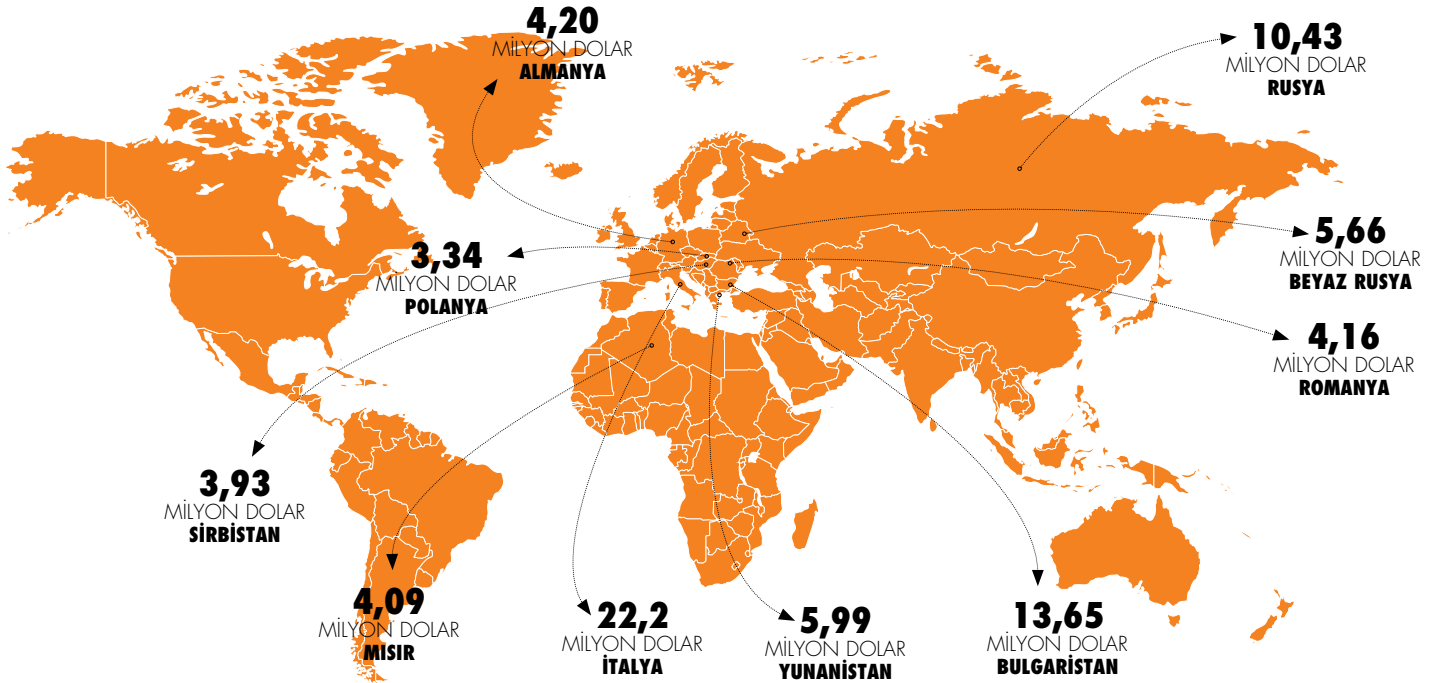 4,20
MİLYON DOLAR
ALMANYA
10,43
MİLYON DOLAR
RUSYA
3,34
MİLYON DOLAR
POLANYA
5,66
MİLYON DOLAR
BEYAZ RUSYA
4,16
MİLYON DOLAR
ROMANYA
3,93
MİLYON DOLAR
SİRBİSTAN
4,09
MİLYON DOLAR
MISIR
22,2
MİLYON DOLAR
İTALYA
5,99
MİLYON DOLAR
YUNANİSTAN
13,65
MİLYON DOLAR
BULGARİSTAN